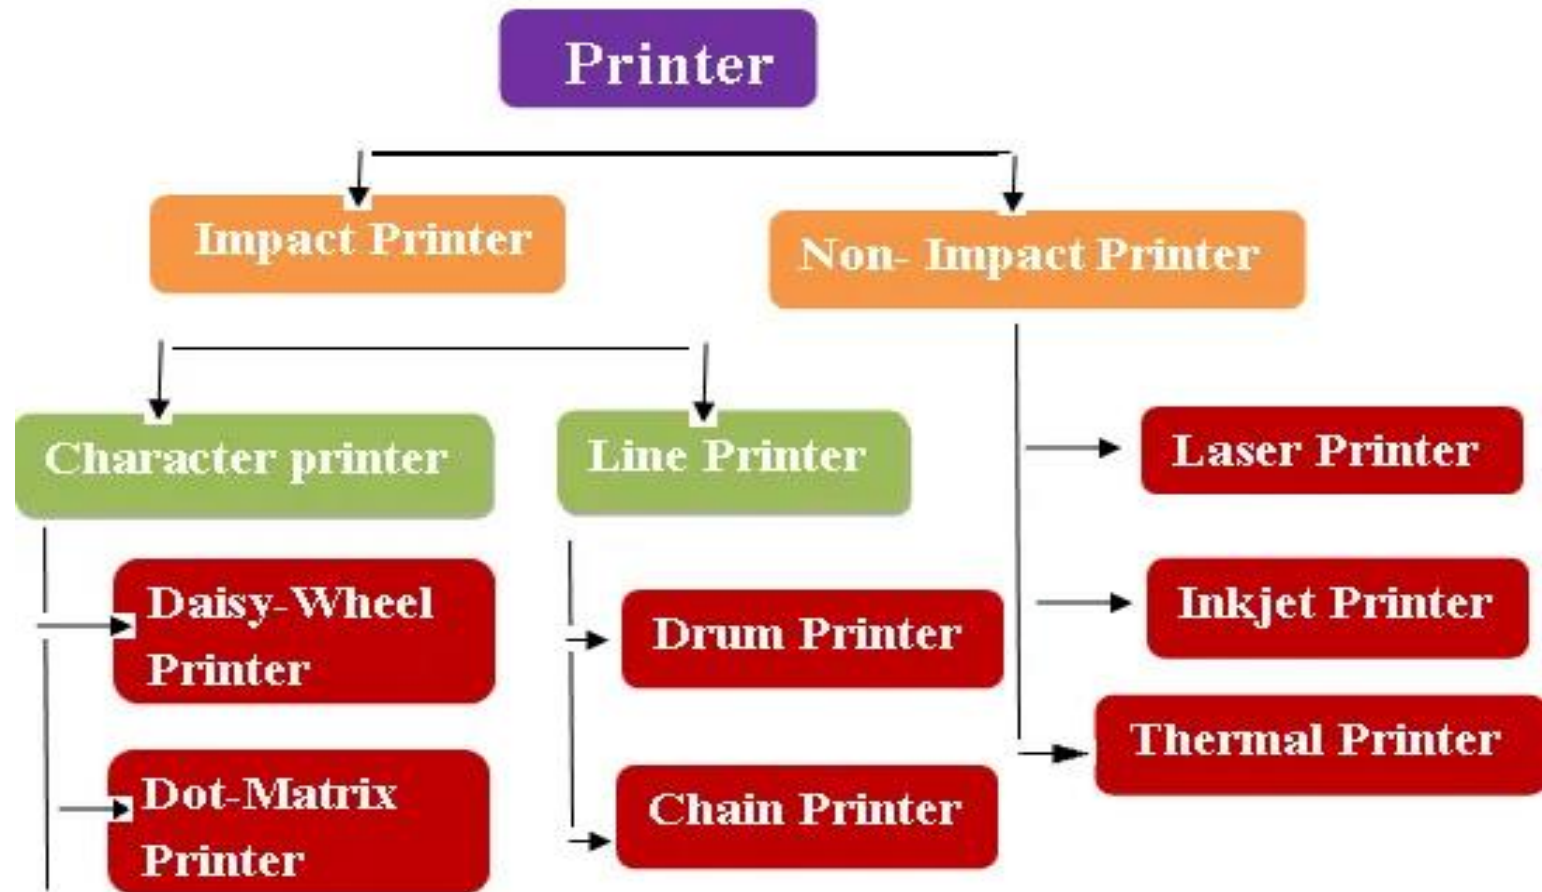 Printer
Impact Printer
Non- Impact Printer
Character printer
Line Printer
Laser Printer
Daisy-Wheel
Printer
Drum Printer
Inkjet Printer
Thermal Printer
Dot-Matrix
Printer
Chain Printer